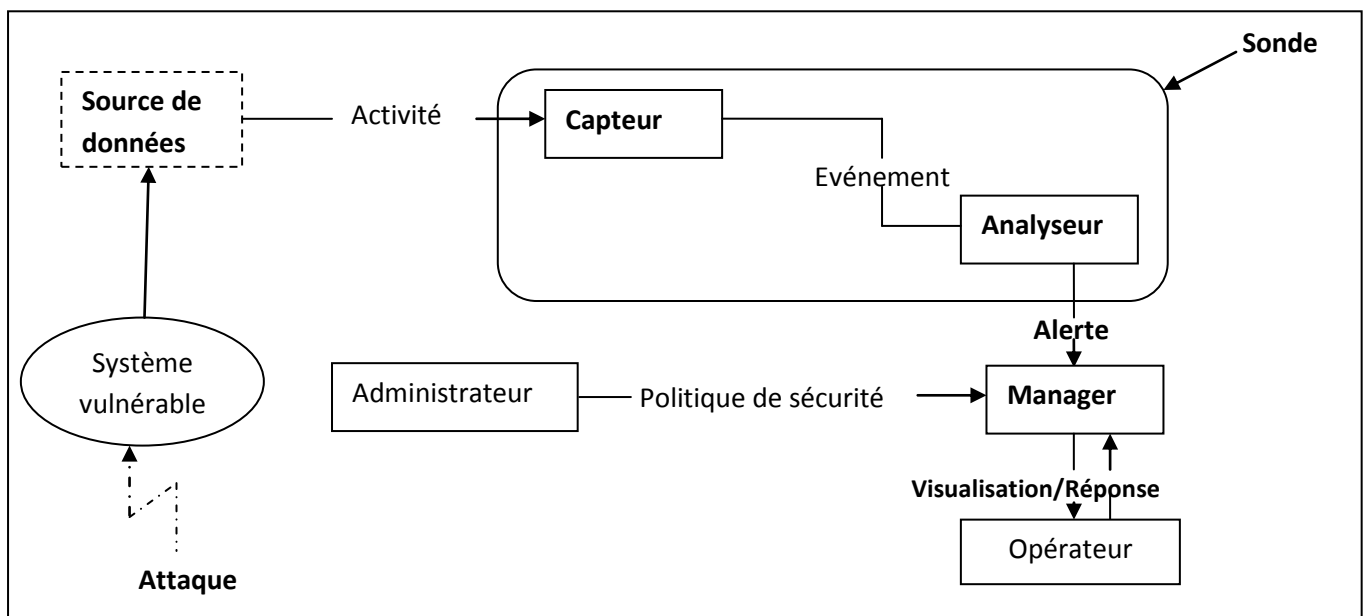 Sonde
Source de
données
Activité
Capteur
Evénement
Analyseur
Alerte
Système
vulnérable
Administrateur
Politique de sécurité
Manager
Visualisation/Réponse
Opérateur
Attaque